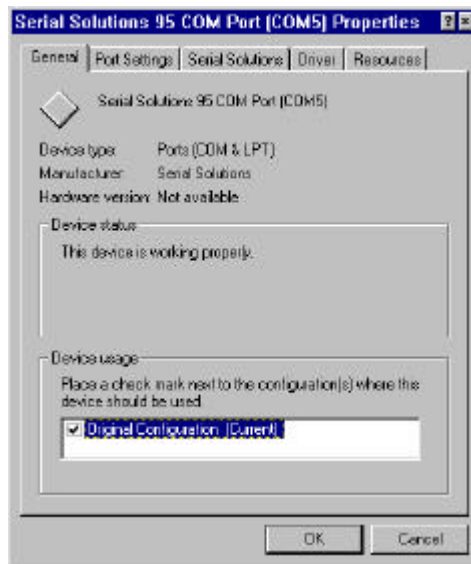 Serial Solutions 95 COM Port (COM5) Properties ? ×
General Port Settings Serial Solutions Driver Resources
Serial Solutions 95 COM Port (COM5)
Device type: Ports (COM & LPT)
Manufacturer: Serial Solutions
Hardware version: Not available
Device status
This device is working properly.
Device usage
Place a check mark next to the configuration(s) where this
device should be used.
Original Configuration (Current)
OK Cancel